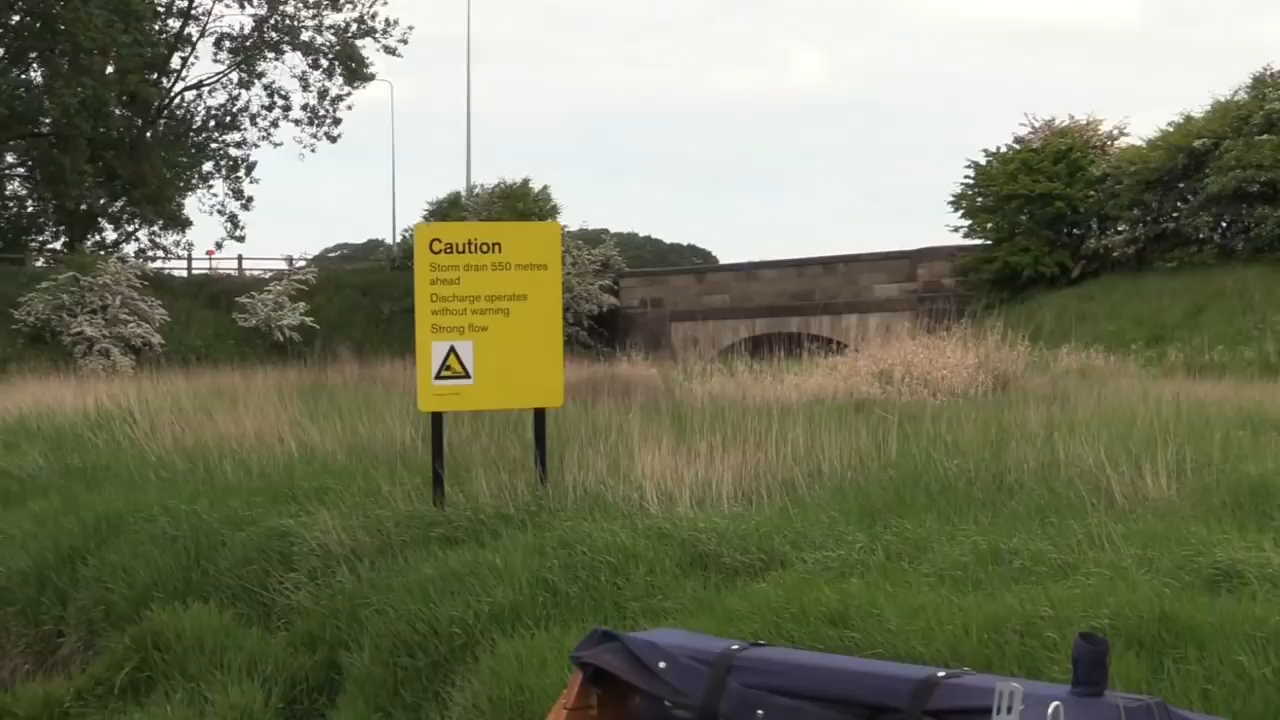 Caution
Storm drain 550 metres
ahead
Discharge operates
without warning
Strong flow